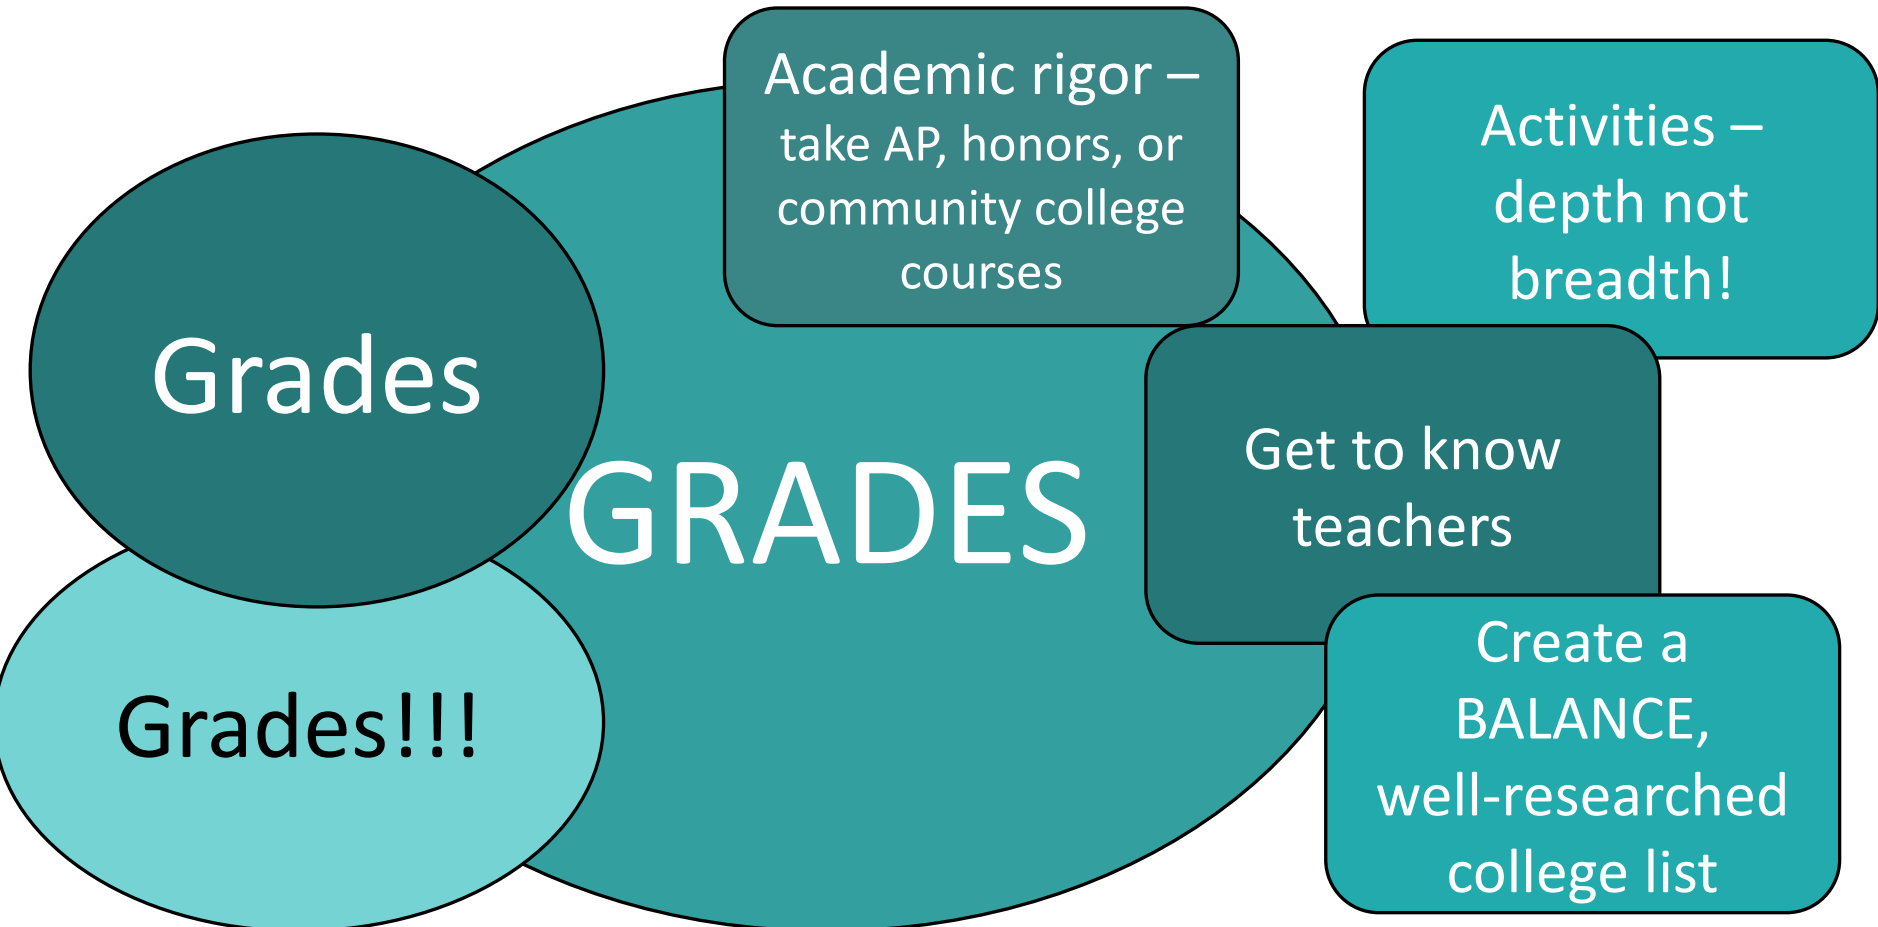 Grades
Grades!!!
GRADES
Academic rigor –
take AP, honors, or
community college
courses
Activities –
depth not
breadth!
Get to know
teachers
Create a
BALANCE,
well-researched
college list